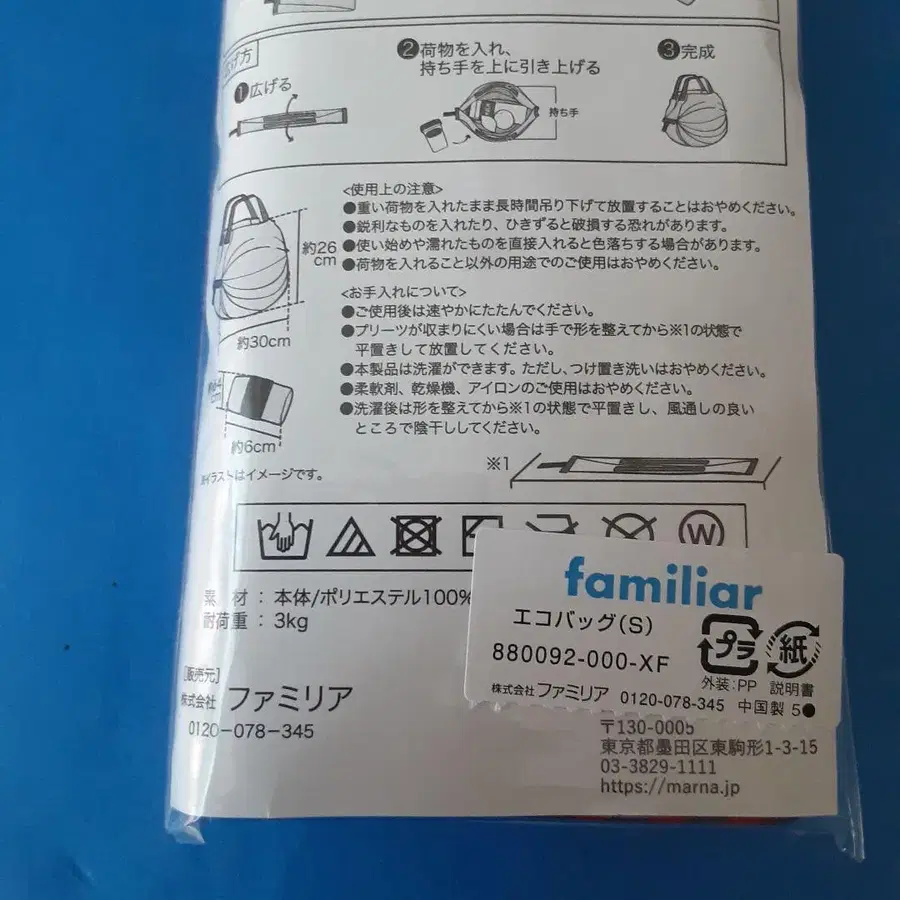 げ方
❶広げる
❷荷物を入れ、
持ち手を上に引き上げる
持ち手
❸完成
約26
cm
約30cm
cm
約6cm
※イラストはイメージです。
<使用上の注意>
●重い荷物を入れたまま長時間吊り下げて放置することはおやめください。
●鋭利なものを入れたり、ひきずると破損する恐れがあります。
●使い始めや濡れたものを直接入れると色落ちする場合があります。
●荷物を入れること以外の用途でのご使用はおやめください。
<お手入れについて>
●ご使用後は速やかにたたんでください。
●プリーツが収まりにくい場合は手で形を整えてから※1の状態で
平置きして放置してください。
●本製品は洗濯ができます。ただし、つけ置き洗いはおやめください。
●柔軟剤、乾燥機、アイロンのご使用はおやめください。
●洗濯後は形を整えてから※1の状態で平置きし、風通しの良い
ところで陰干ししてください。
※1
W
素 材 : 本体/ポリエステル100%
耐荷重 : 3kg
[販売元]
株式会社 ファミリア
0120-078-345
familiar
エコバッグ(S)
880092-000-XF
プラ
紙
外装:PP 説明書
株式会社 ファミリア 0120-078-345 中国製 5●
〒130-0005
東京都墨田区東駒形1-3-15
03-3829-1111
https://marna.jp